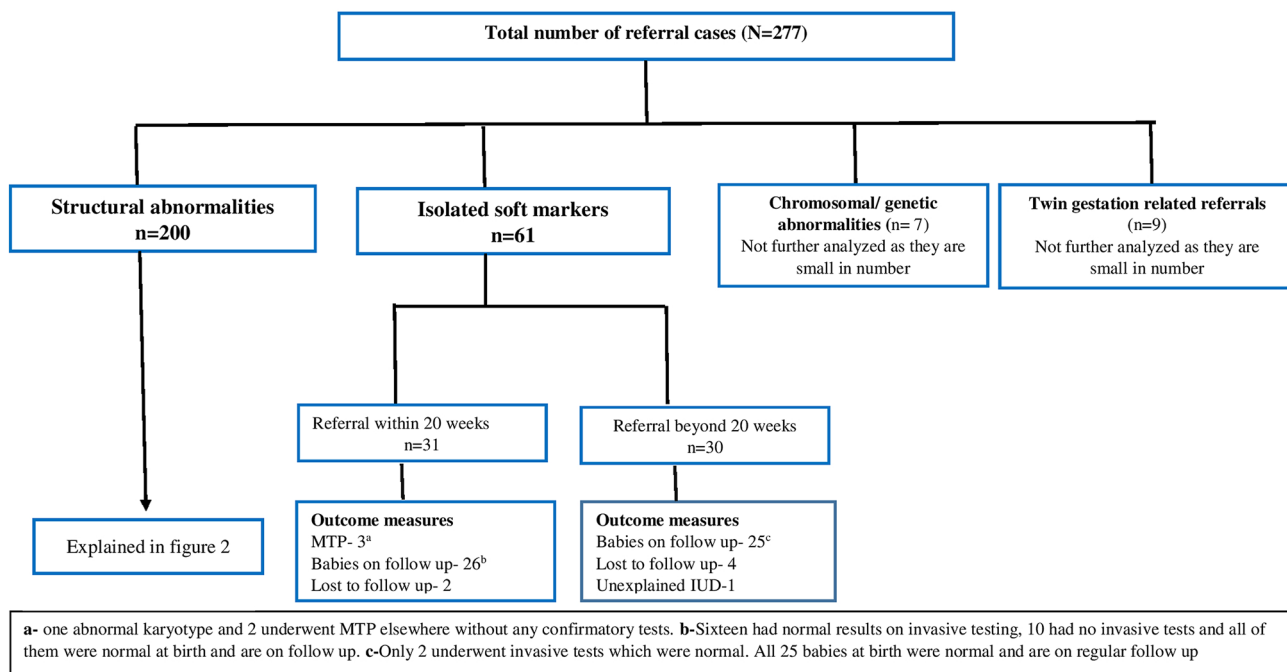 Total number of referral cases (N=277)
Structural abnormalities
n=200
Isolated soft markers
n=61
Chromosomal/ genetic
abnormalities (n= 7)
Not further analyzed as they are
small in number
Twin gestation related referrals
(n=9)
Not further analyzed as they are
small in number
Referral within 20 weeks
n=31
Referral beyond 20 weeks
n=30
Explained in figure 2
Outcome measures
MTP- 3ᵃ
Babies on follow up- 26ᵇ
Lost to follow up- 2
Outcome measures
Babies on follow up- 25ᶜ
Lost to follow up- 4
Unexplained IUD-1
a- one abnormal karyotype and 2 underwent MTP elsewhere without any confirmatory tests. b-Sixteen had normal results on invasive testing, 10 had no invasive tests and all of
them were normal at birth and are on follow up. c-Only 2 underwent invasive tests which were normal. All 25 babies at birth were normal and are on regular follow up